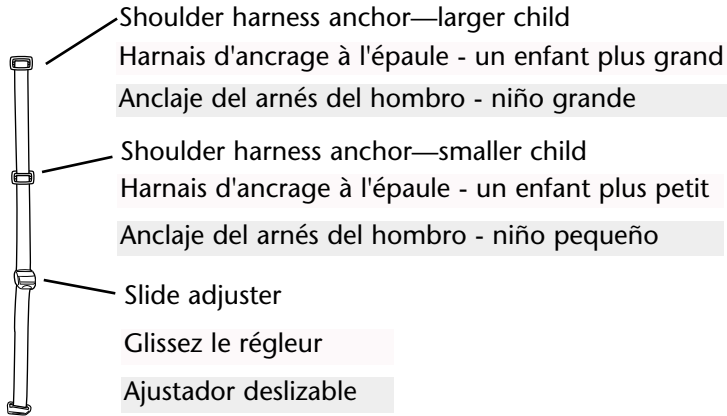 Shoulder harness anchor—larger child
Harnais d'ancrage à l'épaule - un enfant plus grand
Anclaje del arnés del hombro - niño grande
Shoulder harness anchor—smaller child
Harnais d'ancrage à l'épaule - un enfant plus petit
Anclaje del arnés del hombro - niño pequeño
Slide adjuster
Glissez le régleur
Ajustador deslizable